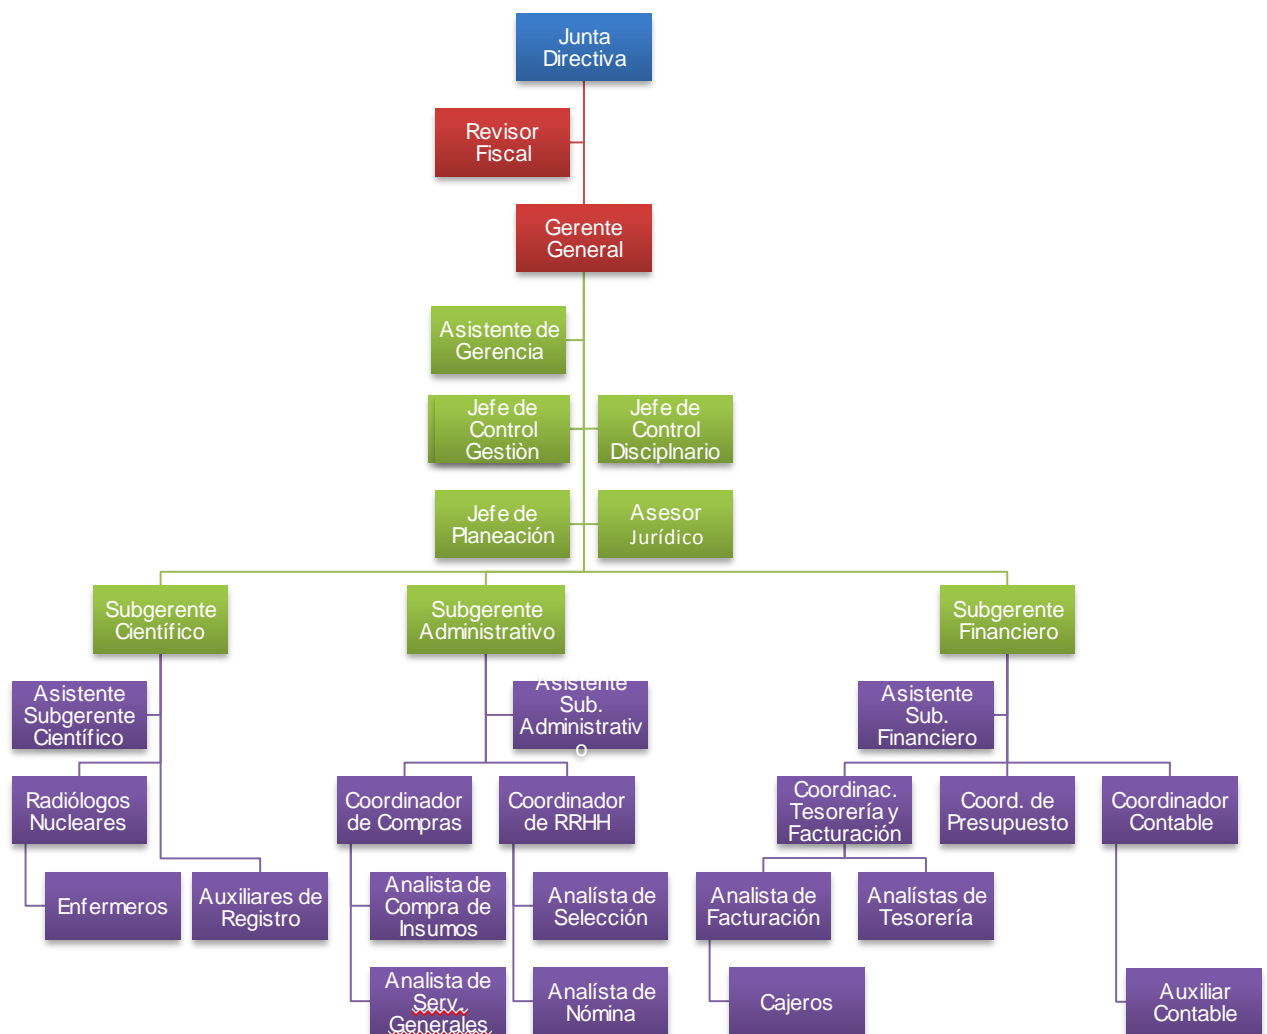 Junta
Directiva
Revisor
Fiscal
Gerente
General
Asistente de
Gerencia
Jefe de
Control
Gestiòn
Jefe de
Control
Disciplnario
Jefe de
Planeación
Asesor
Jurídico
Subgerente
Científico
Subgerente
Administrativo
Subgerente
Financiero
Asistente
Subgerente
Científico
Asistente
Sub.
Administrativ
o
Asistente
Sub.
Financiero
Radiólogos
Nucleares
Coordinador
de Compras
Coordinador
de RRHH
Coordinac.
Tesorería y
Facturación
Coord. de
Presupuesto
Coordinador
Contable
Enfermeros
Auxiliares de
Registro
Analista de
Compra de
Insumos
Analísta de
Selección
Analista de
Facturación
Analístas de
Tesorería
Analista de
Serv.
Generales
Analísta de
Nómina
Cajeros
Auxiliar
Contable